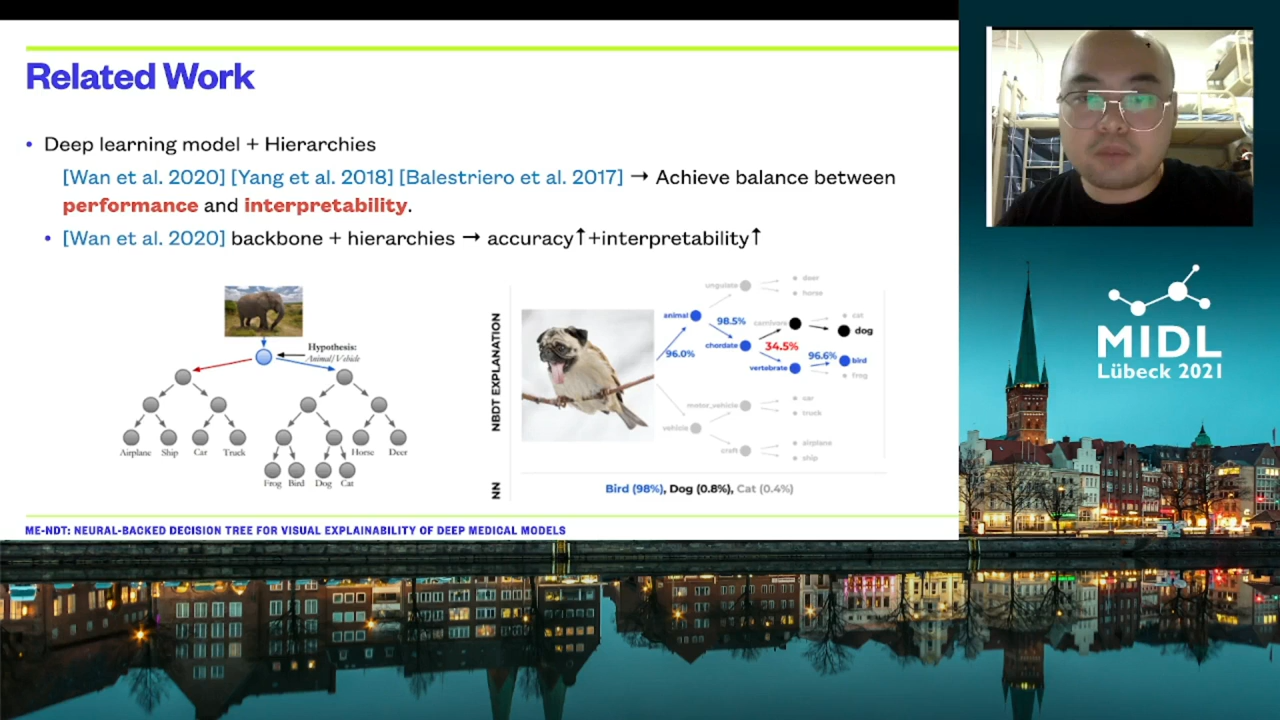 Related Work
• Deep learning model + Hierarchies
[Wan et al. 2020] [Yang et al. 2018] [Balestriero et al. 2017] → Achieve balance between
performance and interpretability.
• [Wan et al. 2020] backbone + hierarchies → accuracy↑+interpretability↑
Hypothesis:
Animal/Vehicle
Airplane Ship Car Truck
Horse Deer
Frog Bird Dog Cat
NBDT EXPLANATION
ungulate
deer
horse
animal
98.5%
carnivore
cat
dog
chordate
34.5%
96.0%
96.6%
bird
vertebrate
frog
motor_vehicle
car
truck
vehicle
craft
airplane
ship
NN
Bird (98%), Dog (0.8%), Cat (0.4%)
ME-NDT: NEURAL-BACKED DECISION TREE FOR VISUAL EXPLAINABILITY OF DEEP MEDICAL MODELS
MIDL
Lübeck 2021